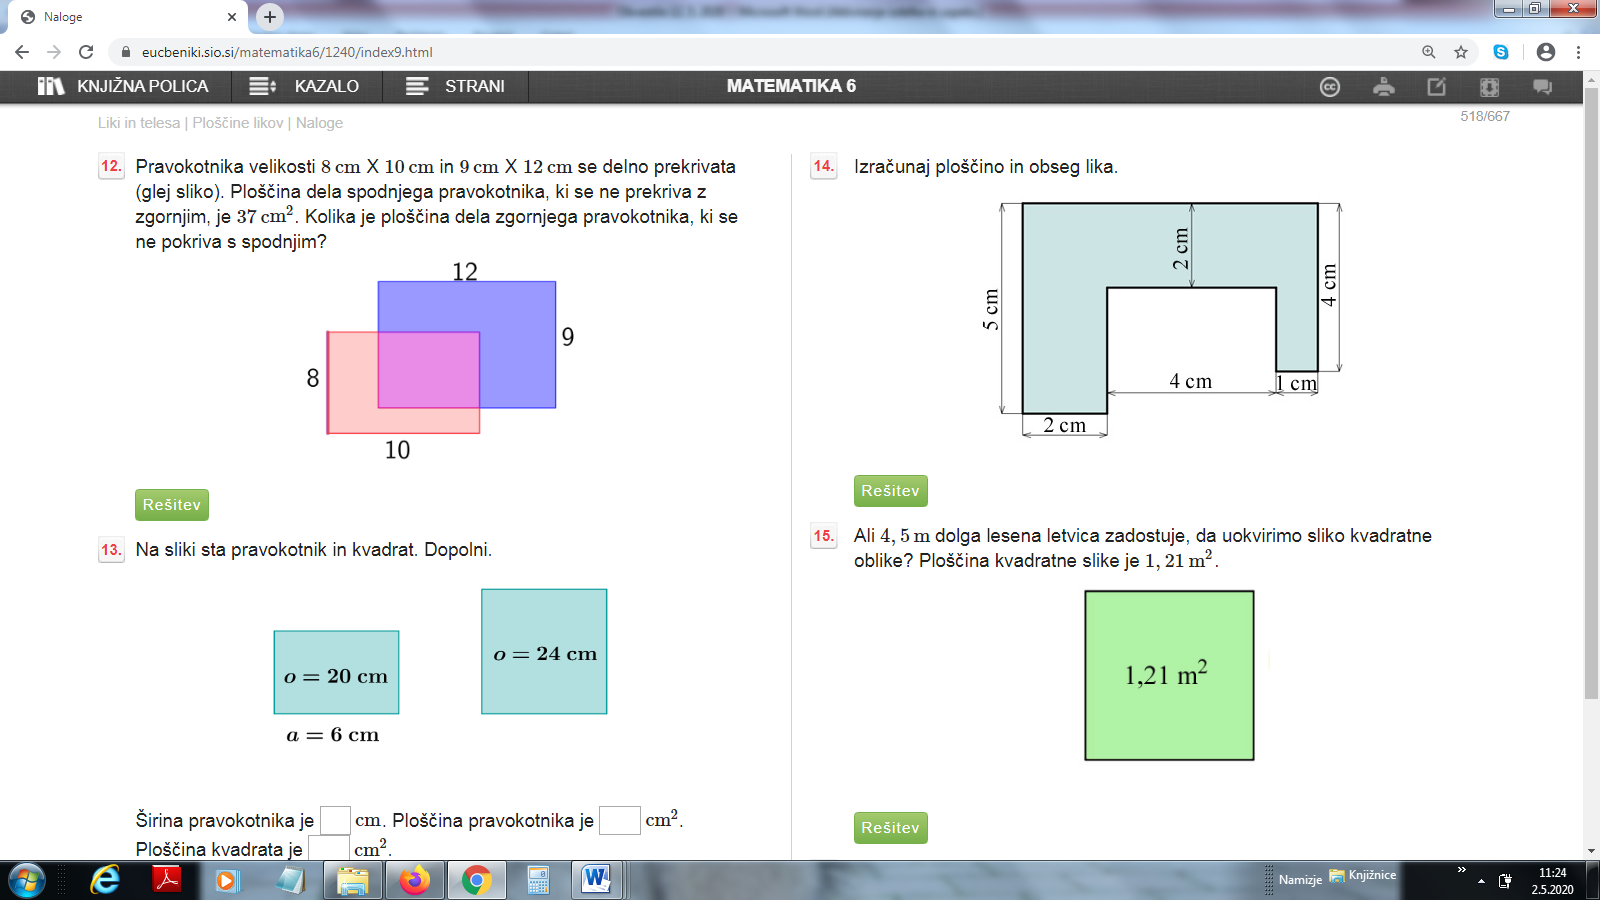 Naloge
eucbeniki.sio.si/matematika6/1240/index9.html
KNJIŽNA POLICA
KAZALO
STRANI
MATEMATIKA 6
Liki in telesa | Ploščine likov | Naloge
518/667
12. Pravokotnika velikosti 8 cm X 10 cm in 9 cm X 12 cm se delno prekrivata
(glej sliko). Ploščina dela spodnjega pravokotnika, ki se ne prekriva z
zgornjim, je 37 cm². Kolika je ploščina dela zgornjega pravokotnika, ki se
ne pokriva s spodnjim?
12
9
8
10
Rešitev
13. Na sliki sta pravokotnik in kvadrat. Dopolni.
o = 20 cm
o = 24 cm
a = 6 cm
Širina pravokotnika je cm. Ploščina pravokotnika je cm².
Ploščina kvadrata je cm².
14. Izračunaj ploščino in obseg lika.
2 cm
5 cm
4 cm
4 cm
1 cm
2 cm
Rešitev
15. Ali 4, 5 m dolga lesena letvica zadostuje, da uokvirimo sliko kvadratne
oblike? Ploščina kvadratne slike je 1, 21 m².
1,21 m²
Rešitev
Namizje
Knjižnice
11:24
2.5.2020